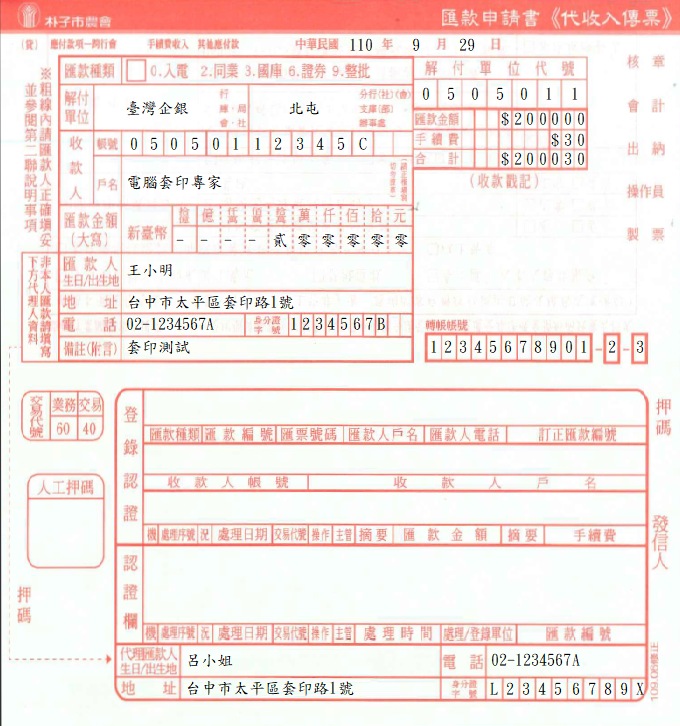 朴子市農會
匯款申請書《代收入傳票》
(貸) 應付款項一跨行會 手續費收入 其他應付款 中華民國 110 年 9 月 29 日
※粗線內請匯款人正確填妥
並參閱第二聯說明事項
匯款種類 0.入電 2.同業 3.國庫 6.證券 9.整批
解付單位代號
0 5 0 5 0 1 1
解付
單位
臺灣企銀
行
庫、局
會、社
北屯
分行(社)(會)
支庫(部)
辦事處
匯款金額 $200000
手續費 $30
合計 $200030
(收款戳記)
收款人
帳號 0 5 0 5 0 1 1 2 3 4 5 C
戶名 電腦套印專家
匯款金額
(大寫)
新臺幣
拾 億 仟 佰 拾 萬 仟 佰 拾 元
- - - - 貳 零 零 零 零 零
核章
會計
出納
操作員
製票
非本人匯款請填寫
下方代理人資料
匯款人
生日/出生地
王小明
地址 台中市太平區套印路1號
電話 02-1234567A
身分證
字號
1 2 3 4 5 6 7 B
備註(附言) 套印測試
轉帳帳號
1 2 3 4 5 6 7 8 9 0 1 - 2 - 3
交易代號
業務 交易
60 40
人工押碼
押碼
登錄認證
匯款種類 匯款編號 匯票號碼 匯款人戶名 匯款人電話 訂正匯款編號
收款人帳號 收款人戶名
機 處理序號 況 處理日期 交易代號 操作 主管 摘要 匯款金額 摘要 手續費
認證欄
機 處理序號 況 處理日期 交易代號 操作 主管 處理時間 處理/登錄單位 匯款編號
押碼
發信人
代理匯款人
生日/出生地
呂小姐
電話 02-1234567A
地址 台中市太平區套印路1號
身分證
字號
L 2 3 4 5 6 7 8 9 X